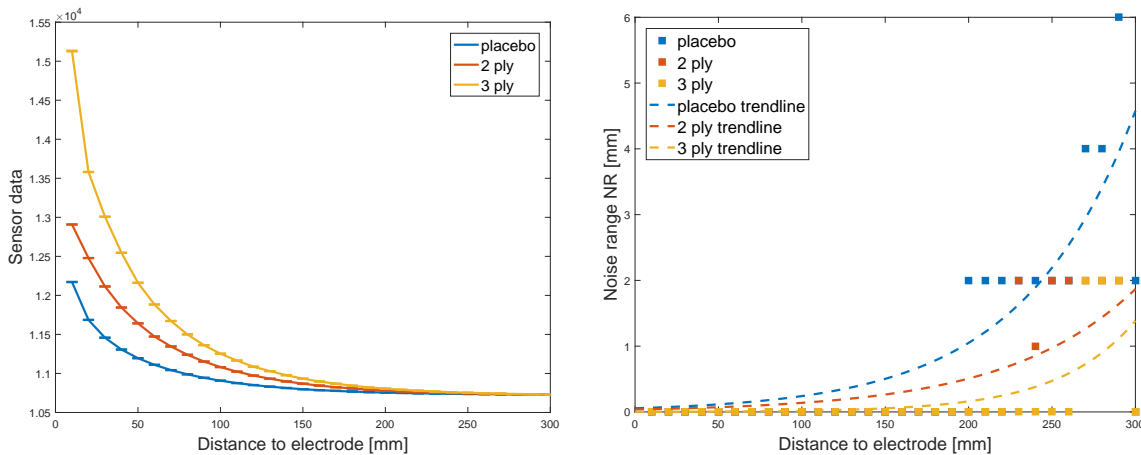 1.55
×10⁴
1.5
1.45
1.4
1.35
1.3
1.25
1.2
1.15
1.1
1.05
0
50
100
150
200
250
300
Sensor data
Distance to electrode [mm]
placebo
2 ply
3 ply
6
5
4
3
2
1
0
0
50
100
150
200
250
300
Noise range NR [mm]
Distance to electrode [mm]
placebo
2 ply
3 ply
placebo trendline
2 ply trendline
3 ply trendline